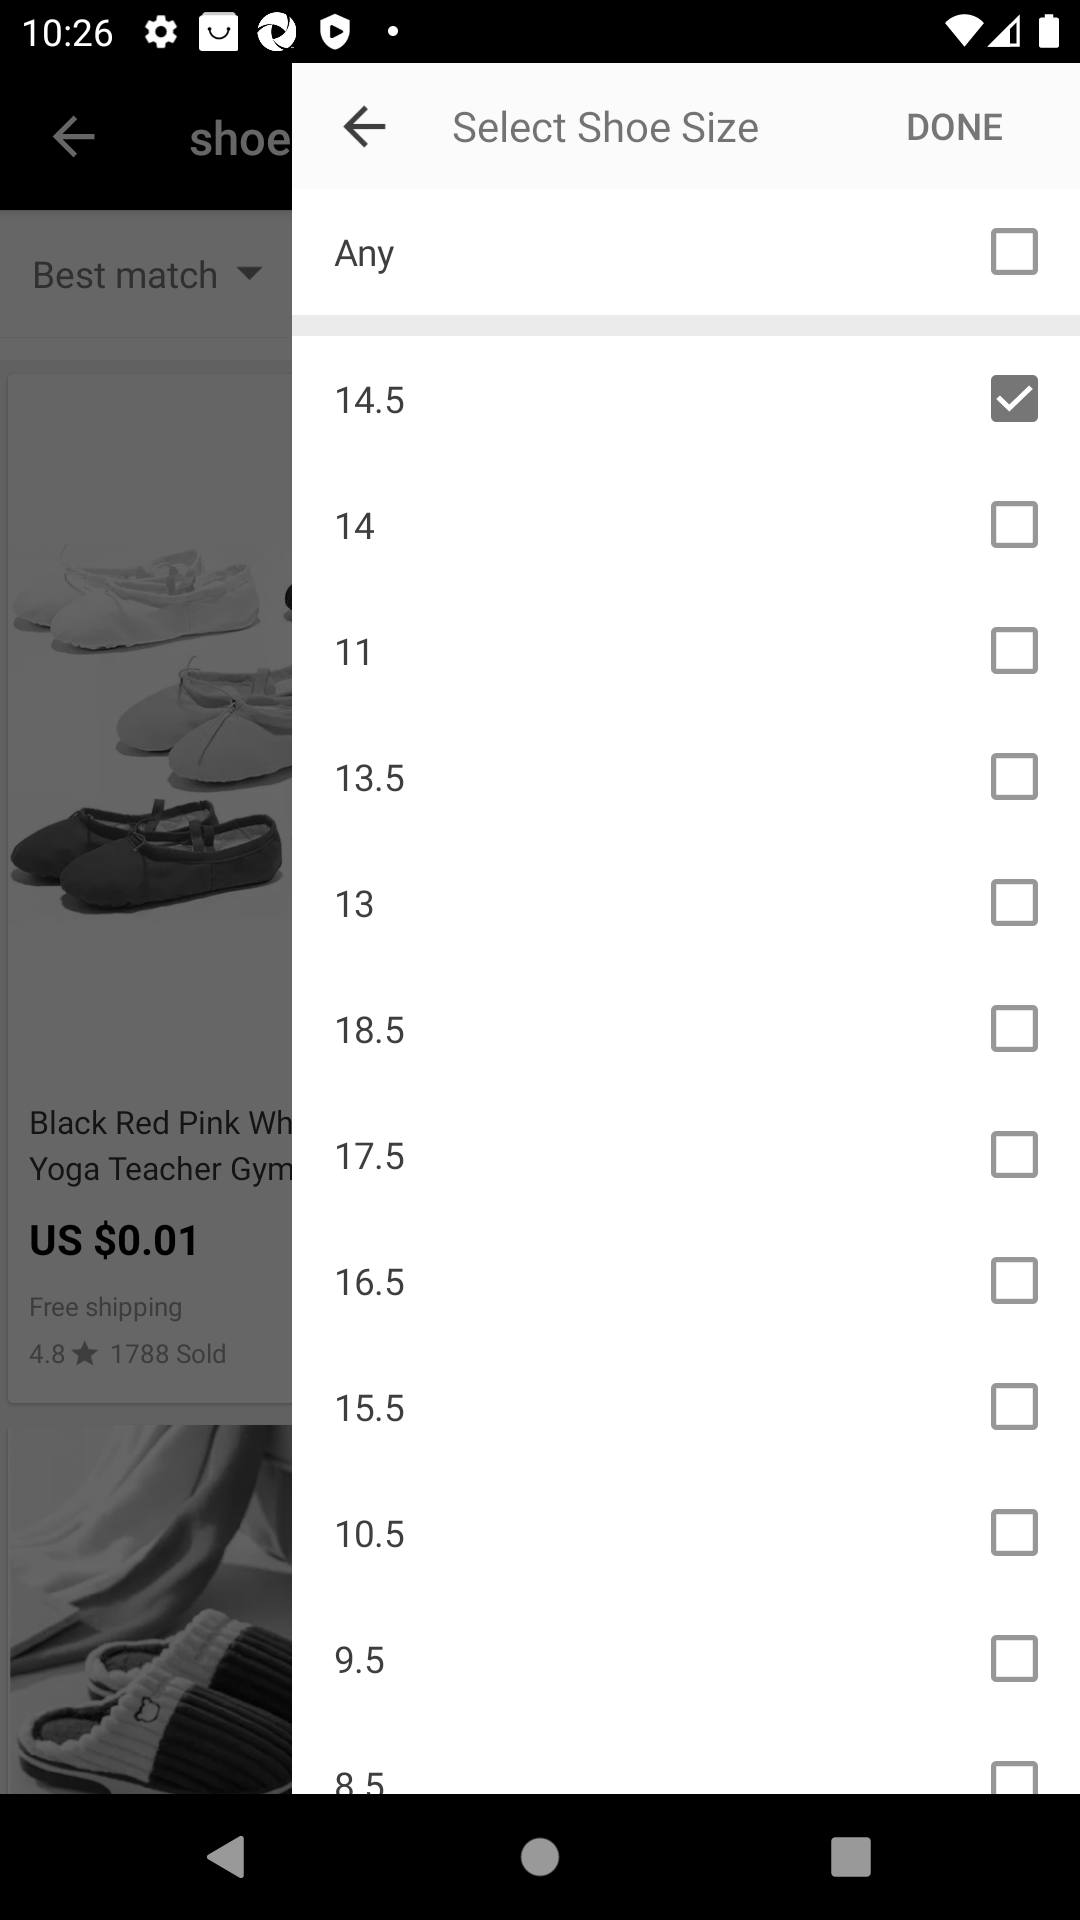 10:26
shoe
Select Shoe Size
DONE
Best match
Any
14.5
14
11
13.5
13
18.5
17.5
16.5
15.5
10.5
9.5
8.5
Black Red Pink Wh
Yoga Teacher Gym
US $0.01
Free shipping
4.8 ★ 1788 Sold